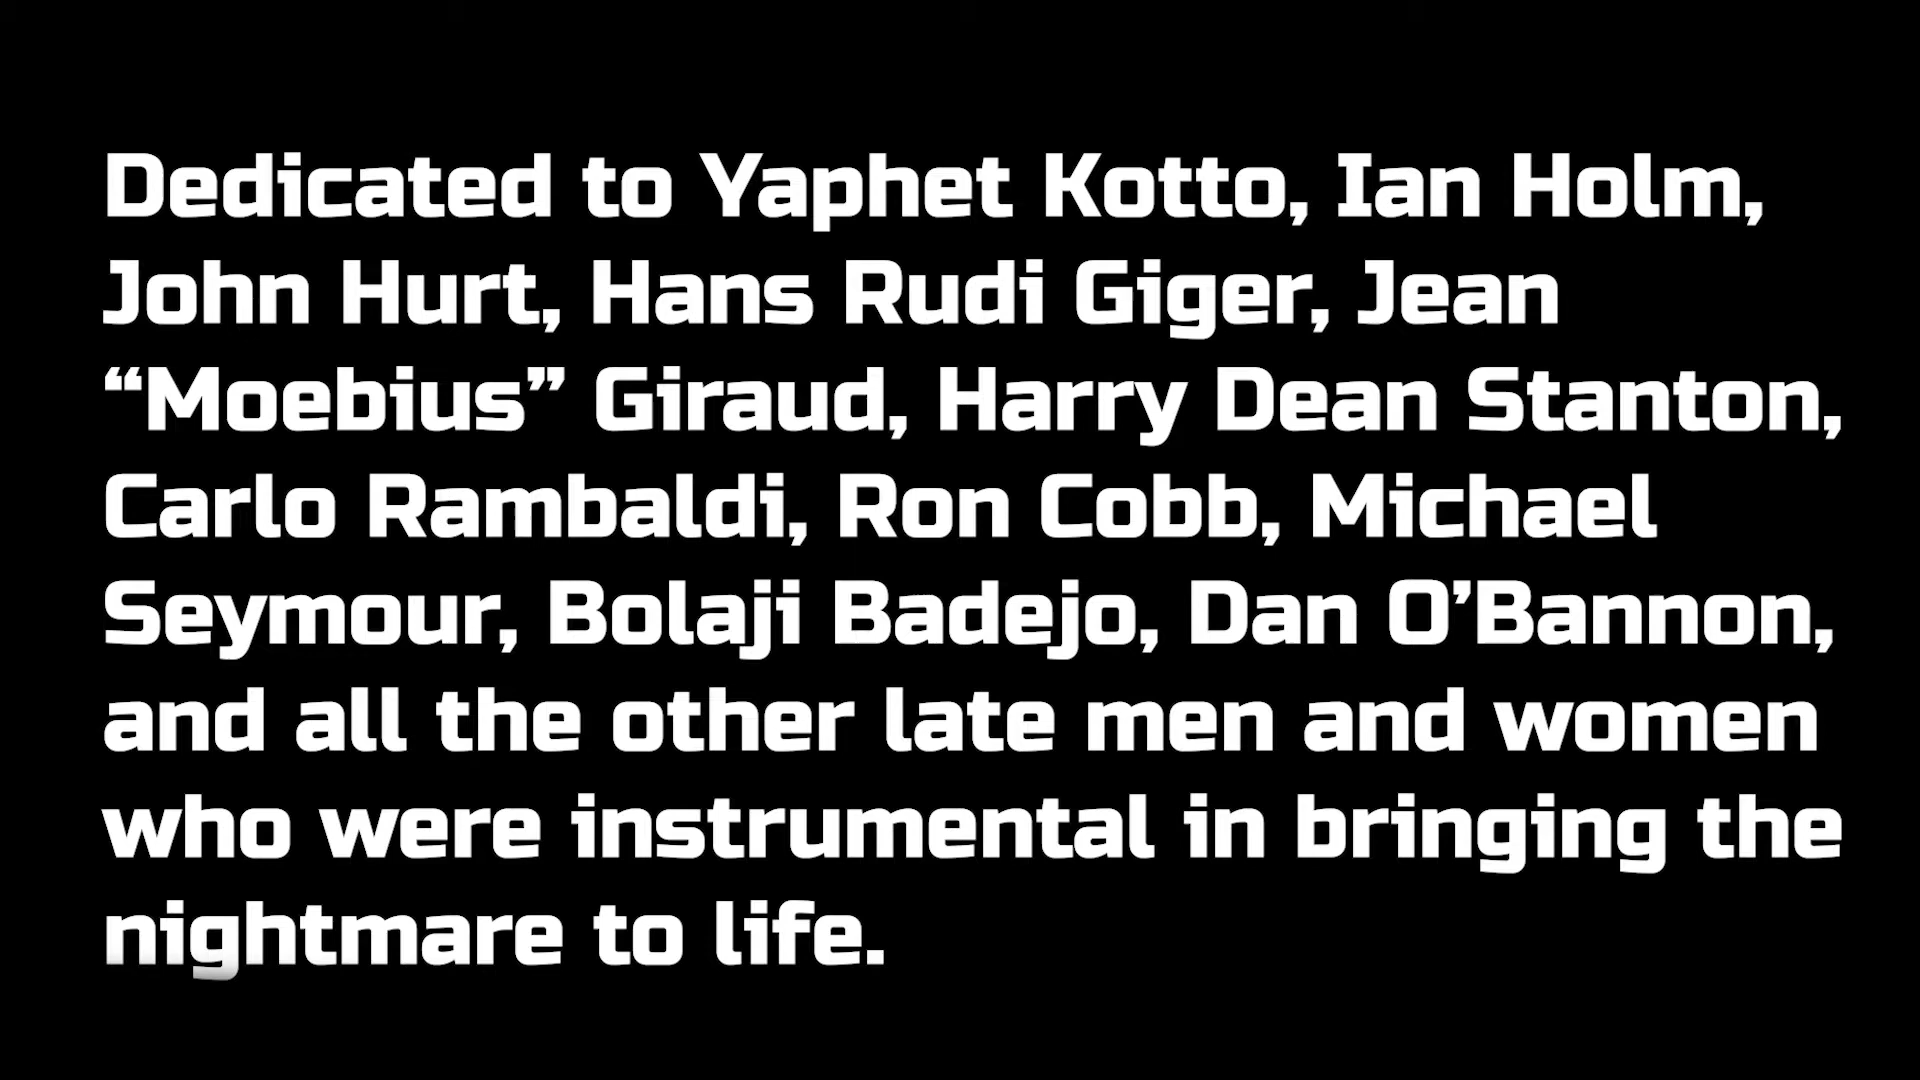 Dedicated to Yaphet Kotto, Ian Holm,
John Hurt, Hans Rudi Giger, Jean
“Moebius” Giraud, Harry Dean Stanton,
Carlo Rambaldi, Ron Cobb, Michael
Seymour, Bolaji Badejo, Dan O’Bannon,
and all the other late men and women
who were instrumental in bringing the
nightmare to life.